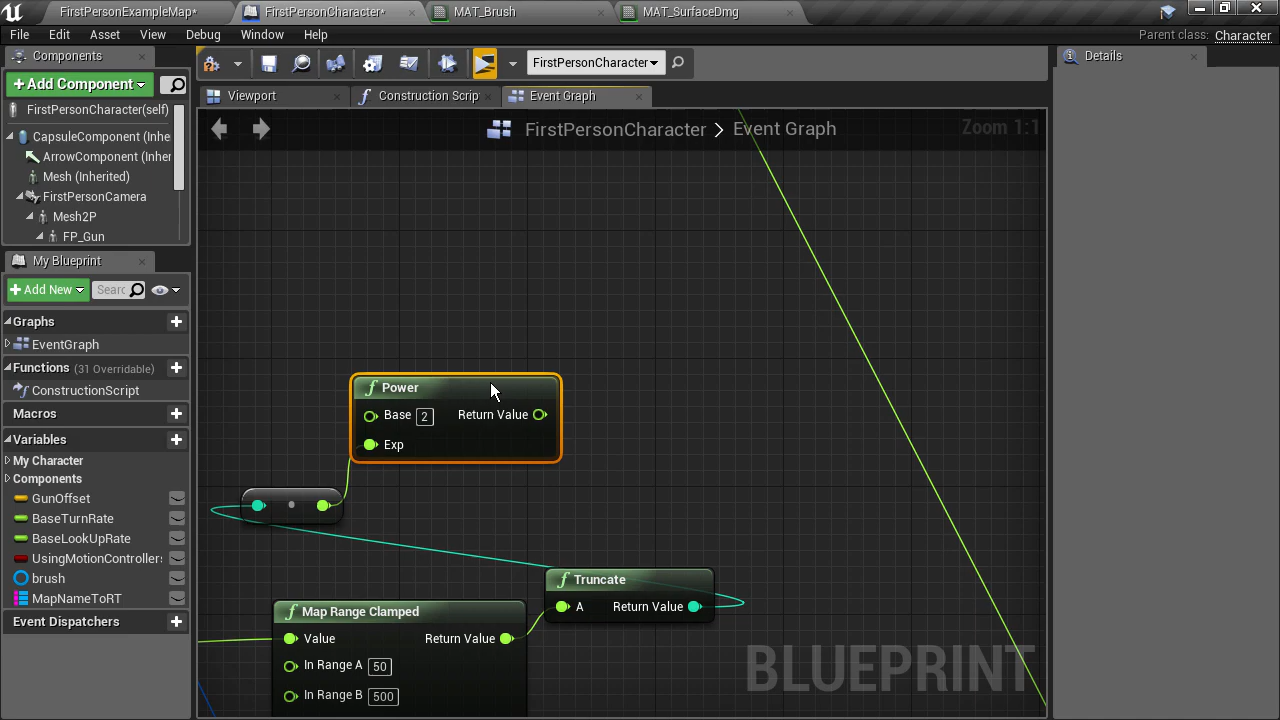 FirstPersonExampleMap*
FirstPersonCharacter*
MAT_Brush
MAT_SurfaceDmg
File Edit Asset View Debug Window Help
Parent class: Character
Components
Details
+ Add Component
FirstPersonCharacter
FirstPersonCharacter(self)
Viewport
Construction Scrip
Event Graph
CapsuleComponent (Inhe
ArrowComponent (Inher
Mesh (Inherited)
FirstPersonCamera
Mesh2P
FP_Gun
FirstPersonCharacter > Event Graph
Zoom 1:1
My Blueprint
+ Add New
Searc
Graphs
EventGraph
Functions (31 Overridable)
ConstructionScript
Macros
Variables
My Character
Components
GunOffset
BaseTurnRate
BaseLookUpRate
UsingMotionControllers
brush
MapNameToRT
Event Dispatchers
f Power
Base 2 Return Value
Exp
f Truncate
A Return Value
f Map Range Clamped
Value Return Value
In Range A 50
In Range B 500
BLUEPRINT